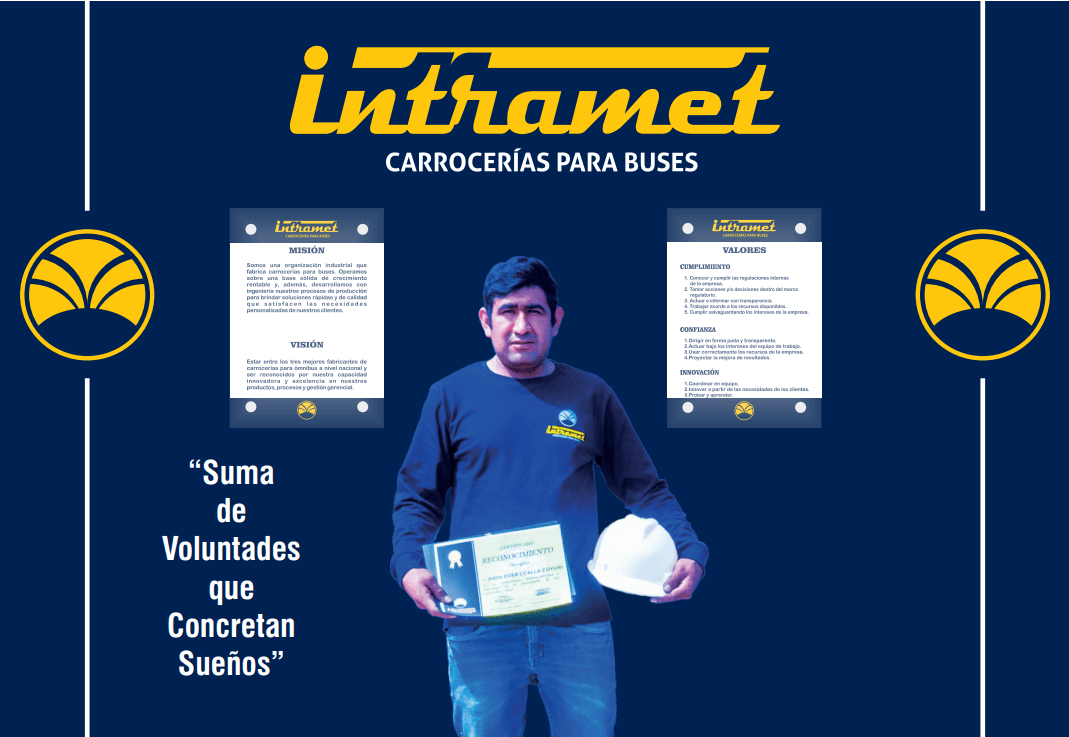 intramet
CARROCERÍAS PARA BUSES
intramet
CARROCERÍAS PARA BUSES
MISIÓN
Somos una organización industrial que
fabrica carrocerías para buses. Operamos
sobre una base sólida de crecimiento
rentable y, además, desarrollamos con
ingeniería nuestros procesos de producción
para brindar soluciones rápidas y de calidad
que satisfacen las necesidades
personalizadas de nuestros clientes.
VISIÓN
Estar entre los tres mejores fabricantes de
carrocerías para ómnibus a nivel nacional y
ser reconocidos por nuestra capacidad
innovadora y excelencia en nuestros
productos, procesos y gestión gerencial.
intramet
CARROCERÍAS PARA BUSES
VALORES
CUMPLIMIENTO
1. Conocer y cumplir las regulaciones internas
de la empresa.
2. Tomar acciones y/o decisiones dentro del marco
regulatorio.
3. Actuar o informar con transparencia.
4. Trabajar acorde a los recursos disponibles.
5. Cumplir salvaguardando los intereses de la empresa.
CONFIANZA
1.Dirigir en forma justa y transparente.
2.Actuar bajo los intereses del equipo de trabajo.
3.Usar correctamente los recursos de la empresa.
4 Proyectar la mejora de resultados.
INNOVACIÓN
1.Coordinar en equipo.
2.Innovar a partir de las necesidades de los clientes.
3.Probar y aprender.
intramet
CERTIFICADO
RECONOCIMIENTO
JHON EDER CCALLA COYURI
“Suma
de
Voluntades
que
Concretan
Sueños”